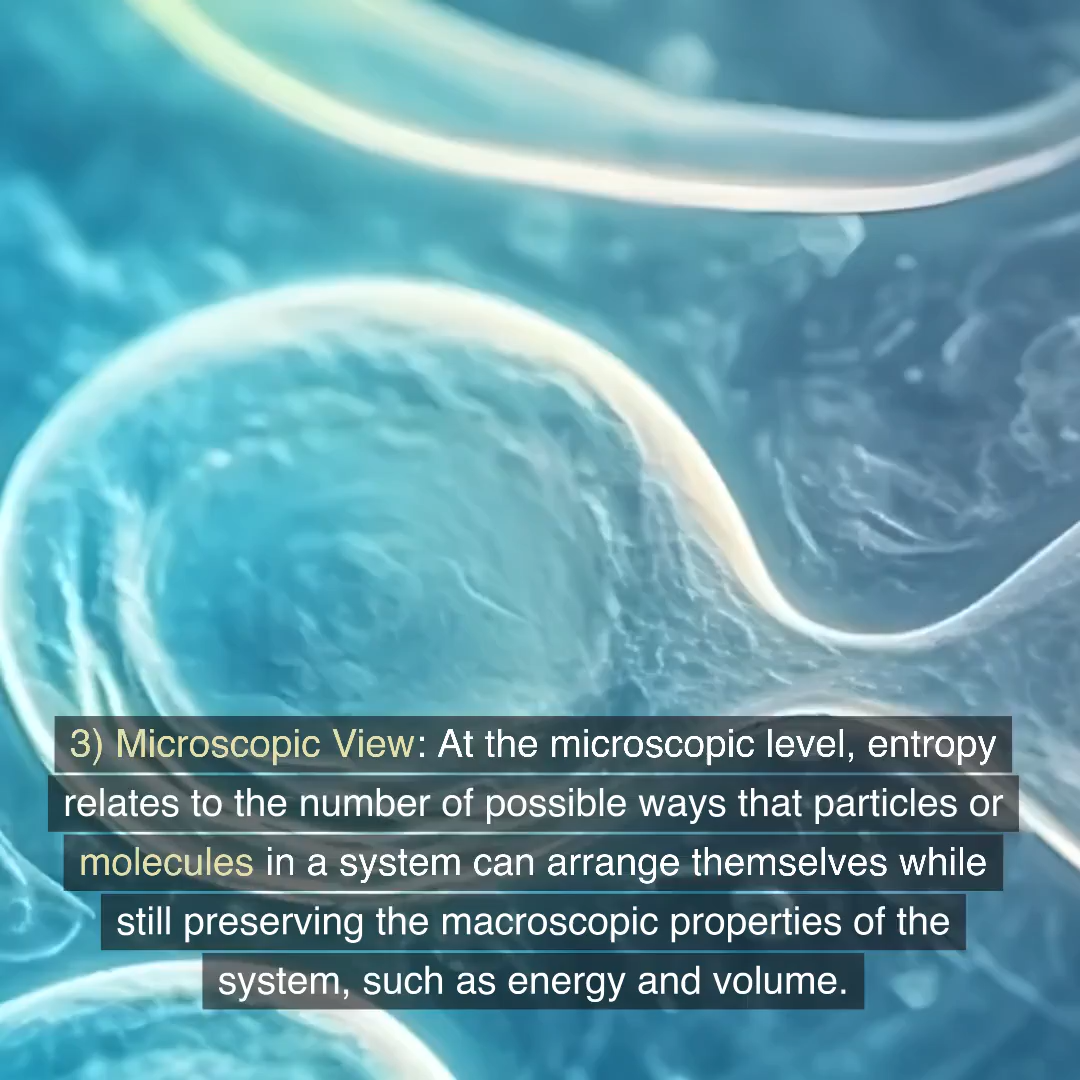 3) Microscopic View: At the microscopic level, entropy
relates to the number of possible ways that particles or
molecules in a system can arrange themselves while
still preserving the macroscopic properties of the
system, such as energy and volume.